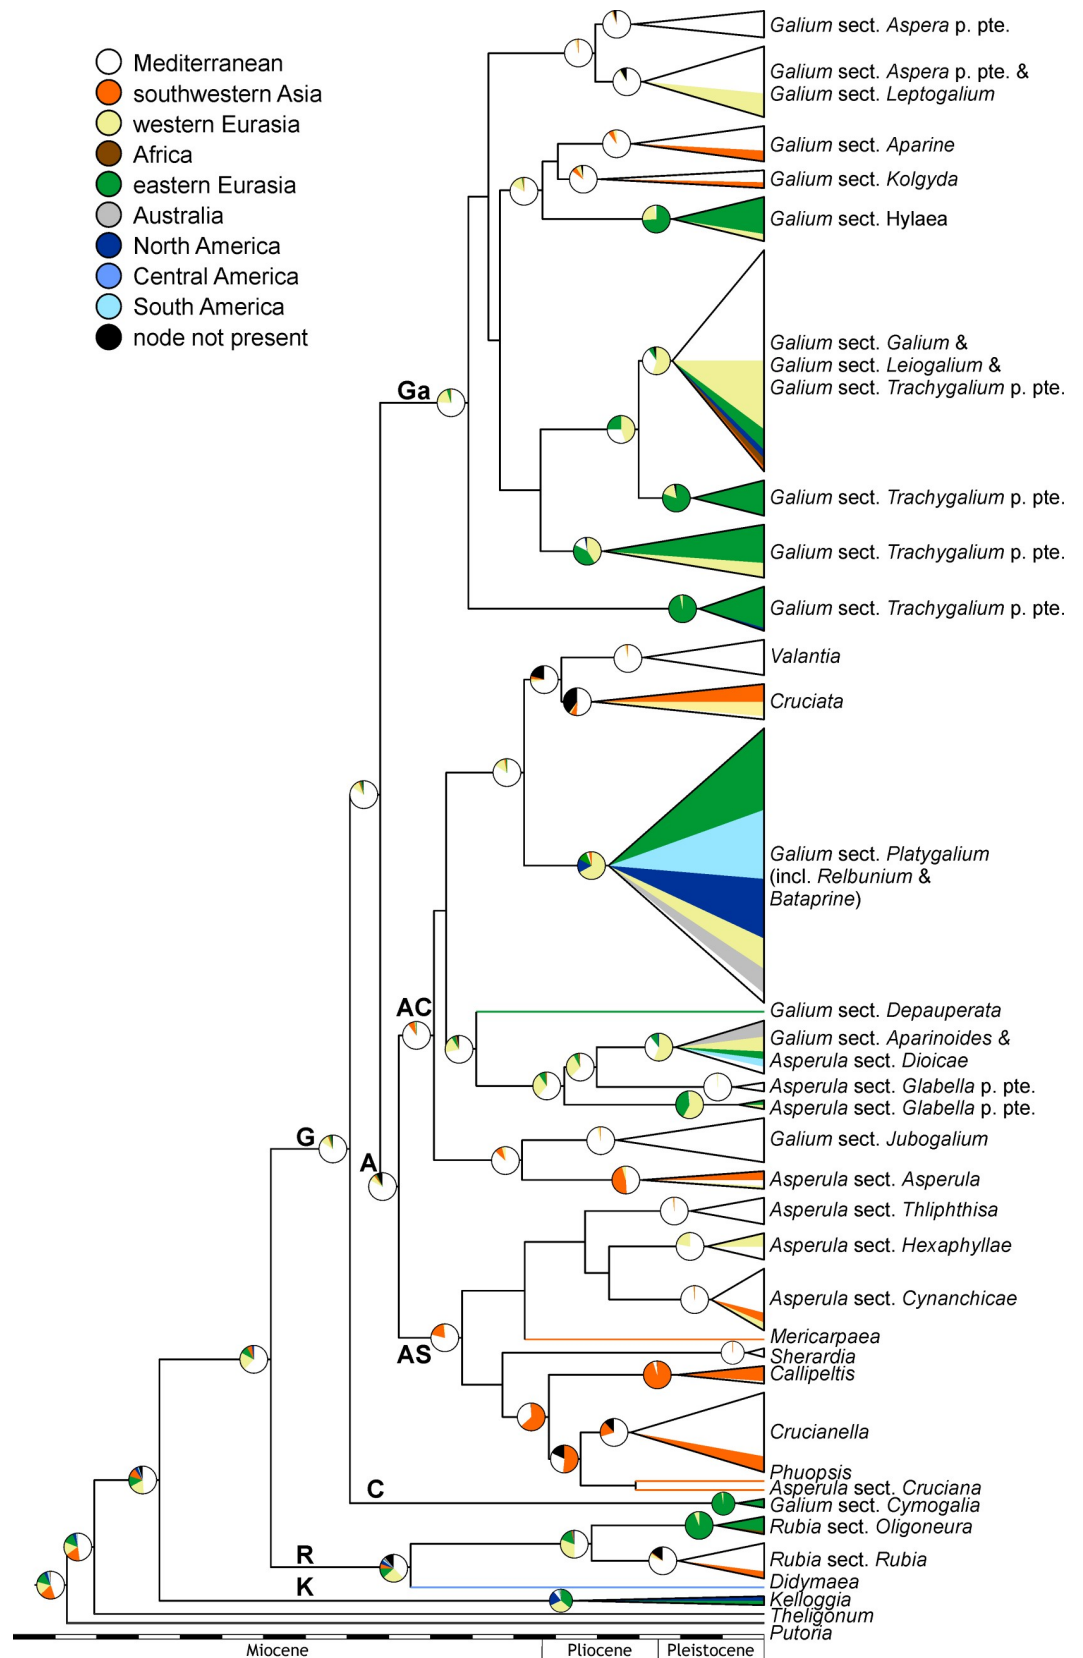 Mediterranean
southwestern Asia
western Eurasia
Africa
eastern Eurasia
Australia
North America
Central America
South America
node not present
Galium sect. Aspera p. pte.
Galium sect. Aspera p. pte. &
Galium sect. Leptogalium
Galium sect. Aparine
Galium sect. Kolgyda
Galium sect. Hylaea
Galium sect. Galium &
Galium sect. Leiogalium &
Galium sect. Trachygalium p. pte.
Ga
Galium sect. Trachygalium p. pte.
Galium sect. Trachygalium p. pte.
Galium sect. Trachygalium p. pte.
Valantia
Cruciata
Galium sect. Platygalium
(incl. Relbunium &
Bataprine)
AC
Galium sect. Depauperata
Galium sect. Aparinoides &
Asperula sect. Dioicae
Asperula sect. Glabella p. pte.
Asperula sect. Glabella p. pte.
G
Galium sect. Jubogalium
A
Asperula sect. Asperula
Asperula sect. Thliphthisa
Asperula sect. Hexaphyllae
Asperula sect. Cynanchicae
Mericarpaea
AS
Sherardia
Callipeltis
Crucianella
Phuopsis
Asperula sect. Cruciana
C
Galium sect. Cymogalia
Rubia sect. Oligoneura
R
Rubia sect. Rubia
K
Didymaea
Kelloggia
Theligonum
Putoria
Miocene Pliocene Pleistocene